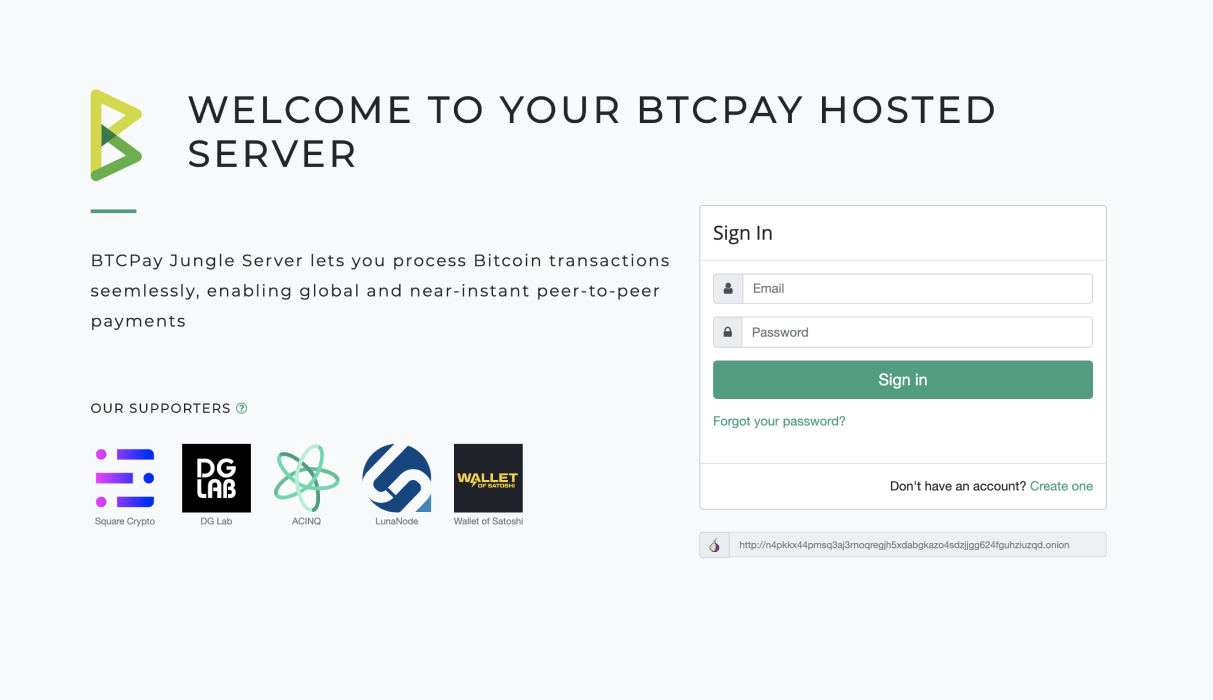 WELCOME TO YOUR BTCPAY HOSTED
SERVER
BTCPay Jungle Server lets you process Bitcoin transactions
seemlessly, enabling global and near-instant peer-to-peer
payments
OUR SUPPORTERS
DG
LAB
WALLET
OF SATOSHI
Square Crypto
DG Lab
ACINQ
LunaNode
Wallet of Satoshi
Sign In
Email
Password
Sign in
Forgot your password?
Don't have an account? Create one
http://n4pkkx44pmsq3aj3rnoqregjh5xdabgkazo4sdzjjgg624fguhziuzqd.onion